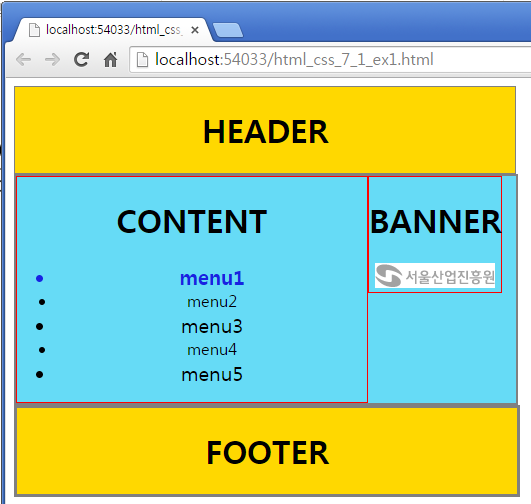 localhost:54033/html_css_
localhost:54033/html_css_7_1_ex1.html
HEADER
CONTENT
menu1
menu2
menu3
menu4
menu5
BANNER
서울산업진흥원
FOOTER